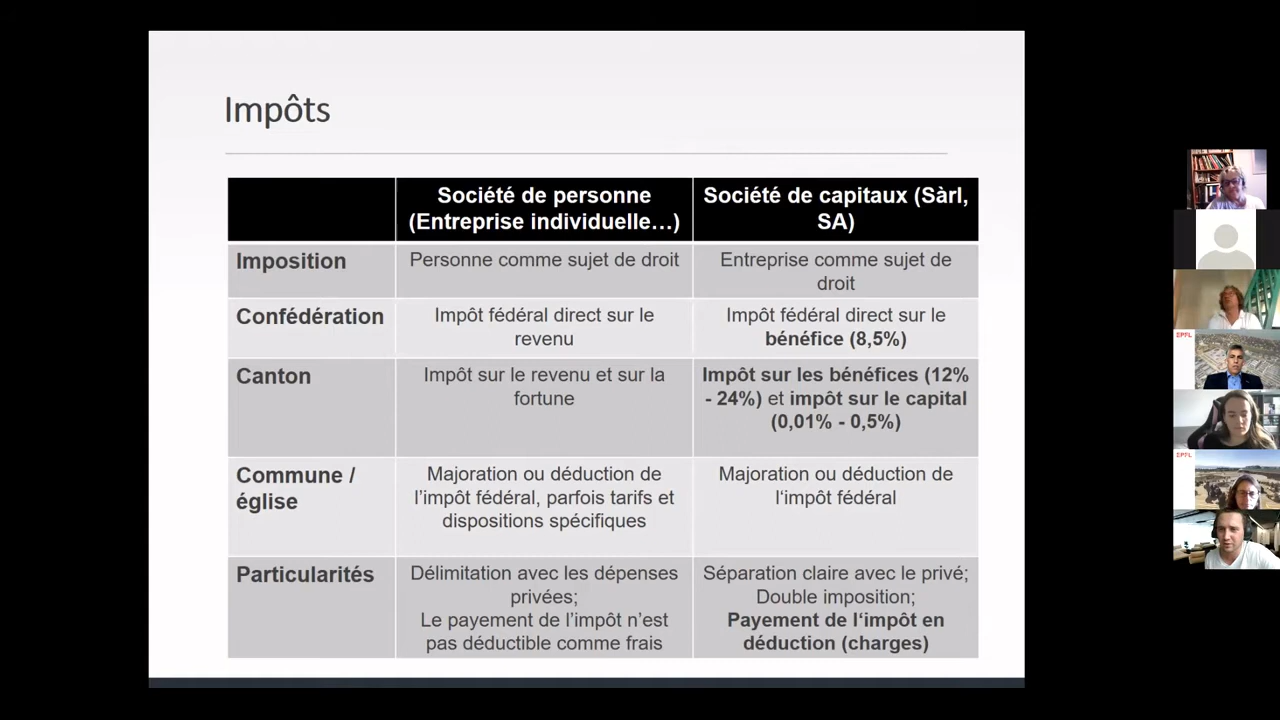 Impôts
Société de personne
(Entreprise individuelle…)
Société de capitaux (Sàrl,
SA)
Imposition
Personne comme sujet de droit
Entreprise comme sujet de
droit
Confédération
Impôt fédéral direct sur le
revenu
Impôt fédéral direct sur le
bénéfice (8,5%)
Canton
Impôt sur le revenu et sur la
fortune
Impôt sur les bénéfices (12%
- 24%) et impôt sur le capital
(0,01% - 0,5%)
Commune /
église
Majoration ou déduction de
l’impôt fédéral, parfois tarifs et
dispositions spécifiques
Majoration ou déduction de
l‘impôt fédéral
Particularités
Délimitation avec les dépenses
privées;
Le payement de l’impôt n’est
pas déductible comme frais
Séparation claire avec le privé;
Double imposition;
Payement de l‘impôt en
déduction (charges)
EPFL
EPFL